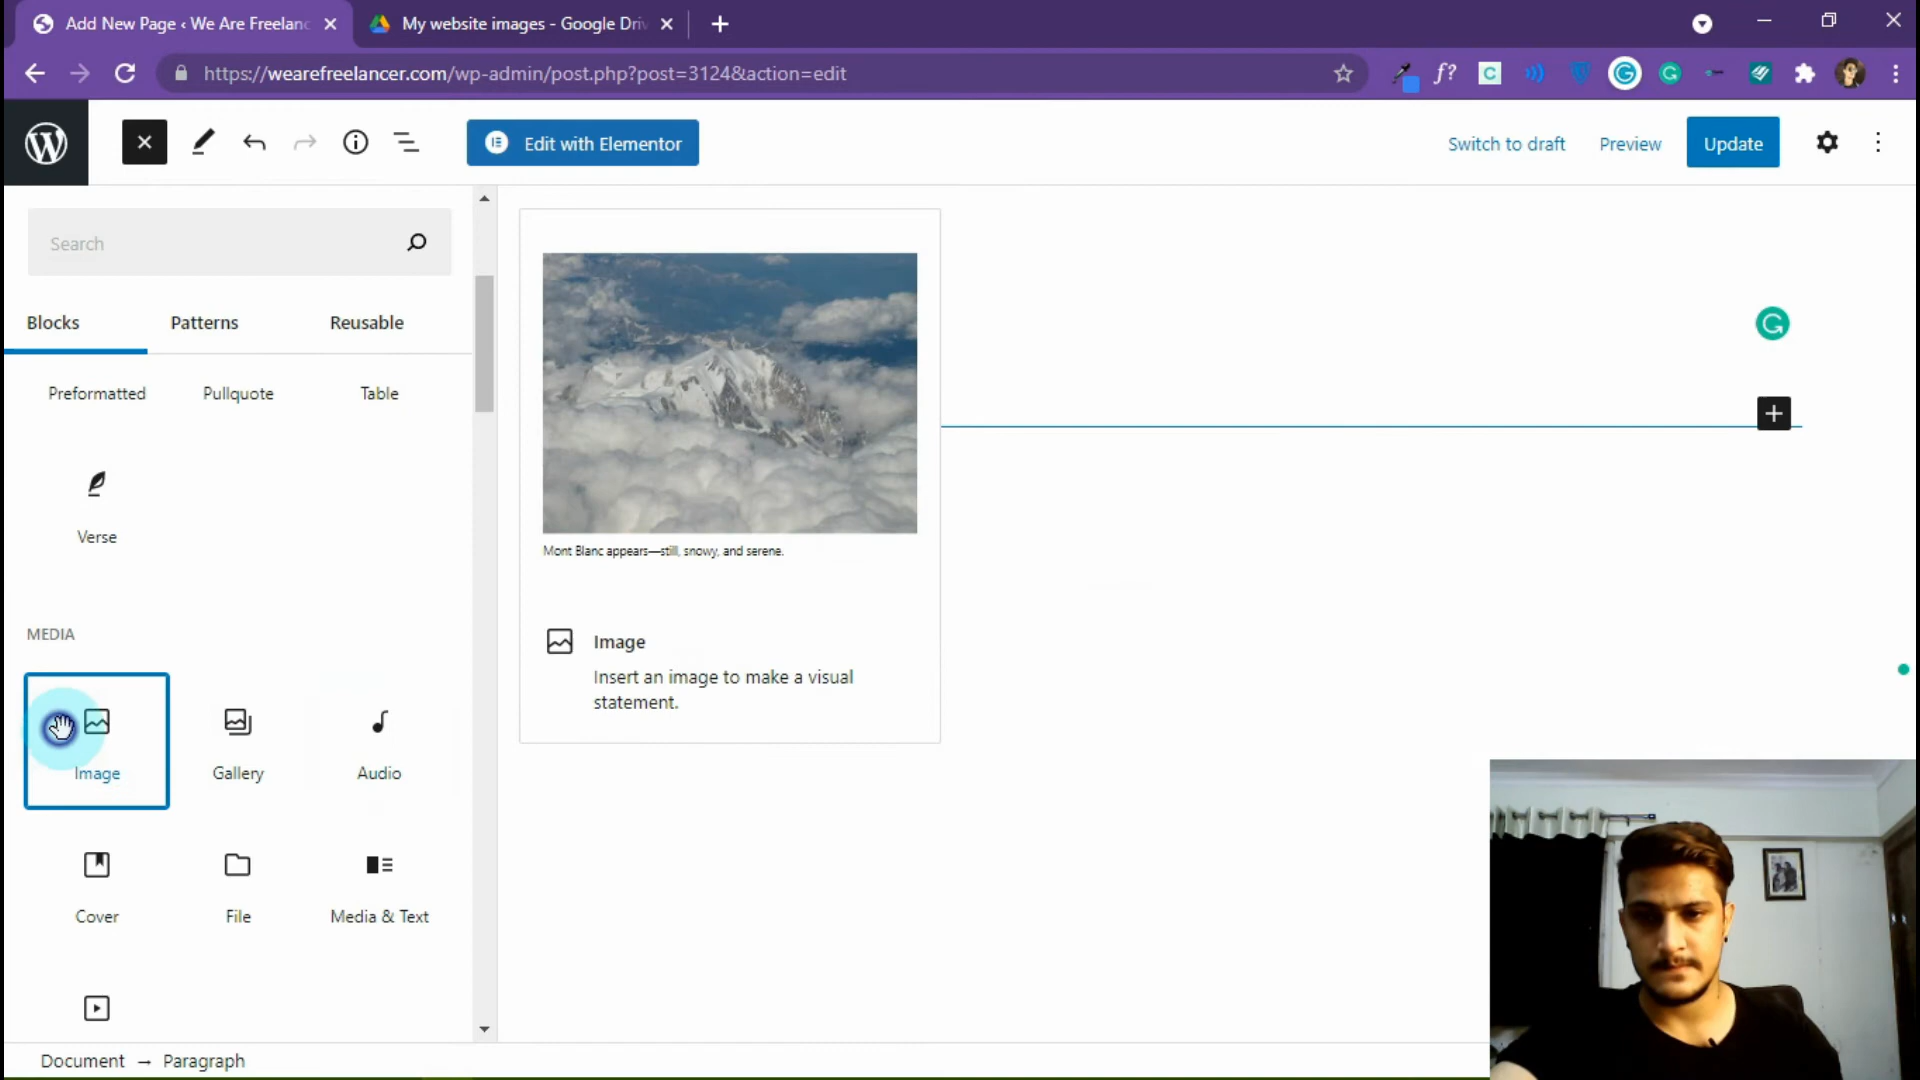 Add New Page ‹ We Are Freelanc
My website images - Google Driv
https://wearefreelancer.com/wp-admin/post.php?post=3124&action=edit
Edit with Elementor
Switch to draft
Preview
Update
Search
Blocks
Patterns
Reusable
Preformatted
Pullquote
Table
Verse
MEDIA
Image
Gallery
Audio
Cover
File
Media & Text
Mont Blanc appears—still, snowy, and serene.
Image
Insert an image to make a visual
statement.
Document → Paragraph